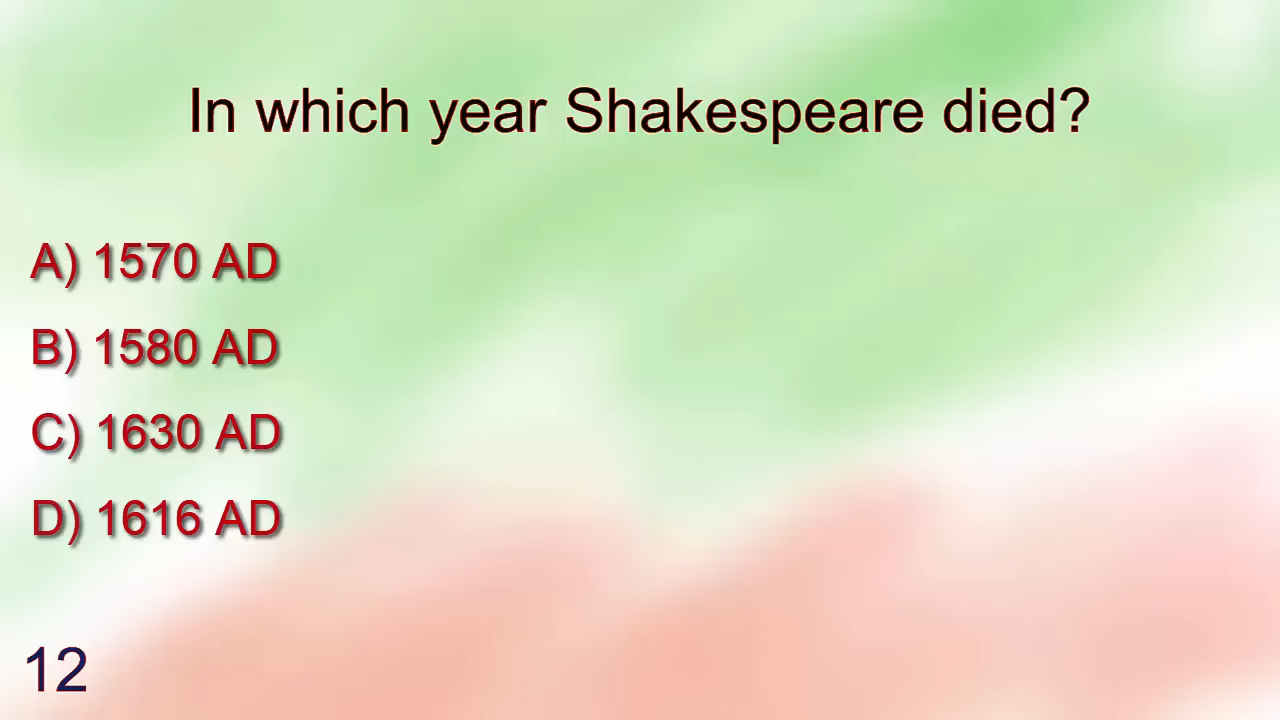 In which year Shakespeare died?
A) 1570 AD
B) 1580 AD
C) 1630 AD
D) 1616 AD
12